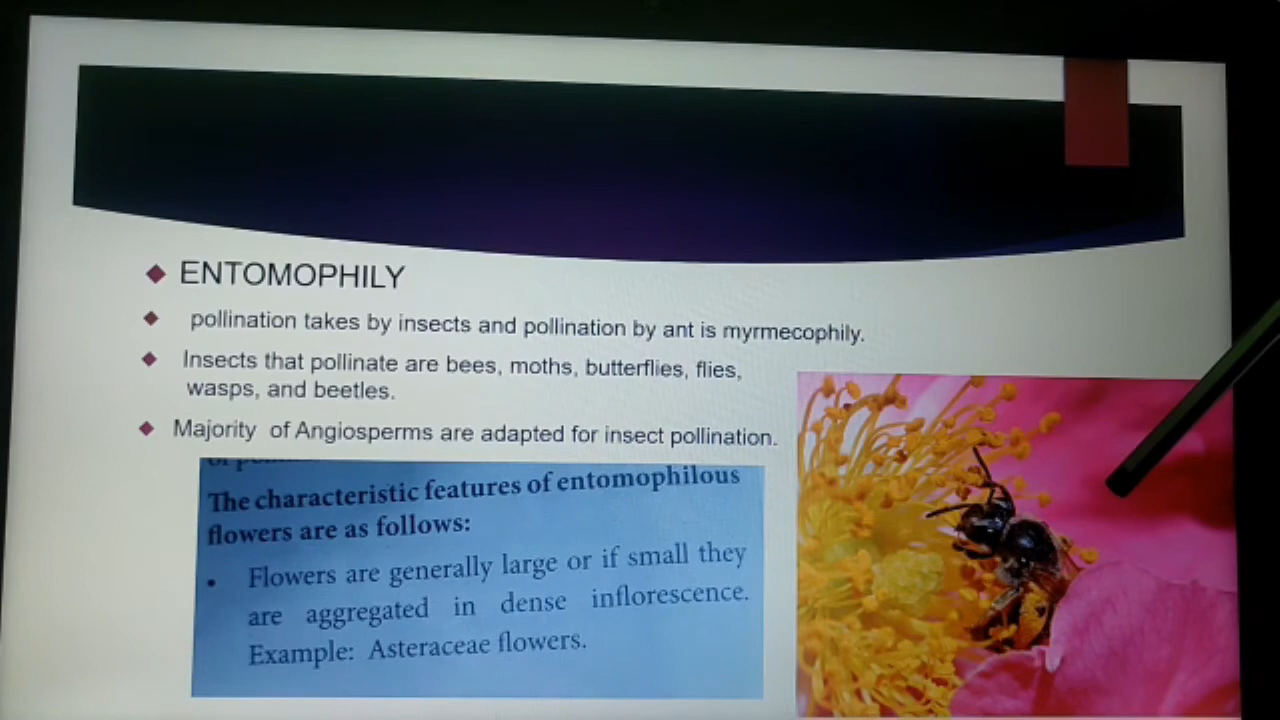 ENTOMOPHILY
pollination takes by insects and pollination by ant is myrmecophily.
Insects that pollinate are bees, moths, butterflies, flies,
wasps, and beetles.
Majority of Angiosperms are adapted for insect pollination.
The characteristic features of entomophilous
flowers are as follows:
• Flowers are generally large or if small they
are aggregated in dense inflorescence.
Example: Asteraceae flowers.